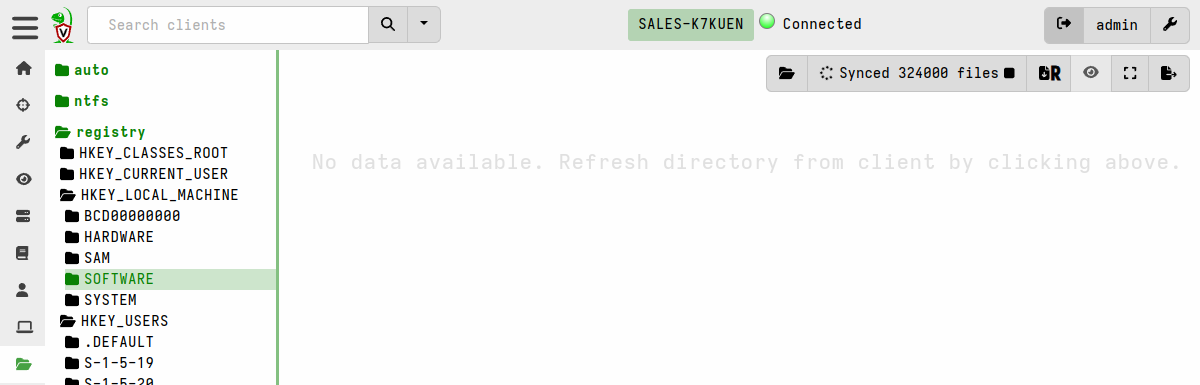 Search clients
SALES-K7KUEN
Connected
admin
auto
ntfs
registry
HKEY_CLASSES_ROOT
HKEY_CURRENT_USER
HKEY_LOCAL_MACHINE
BCD00000000
HARDWARE
SAM
SOFTWARE
SYSTEM
HKEY_USERS
.DEFAULT
S-1-5-19
S-1-5-20
Synced 324000 files
R
No data available. Refresh directory from client by clicking above.